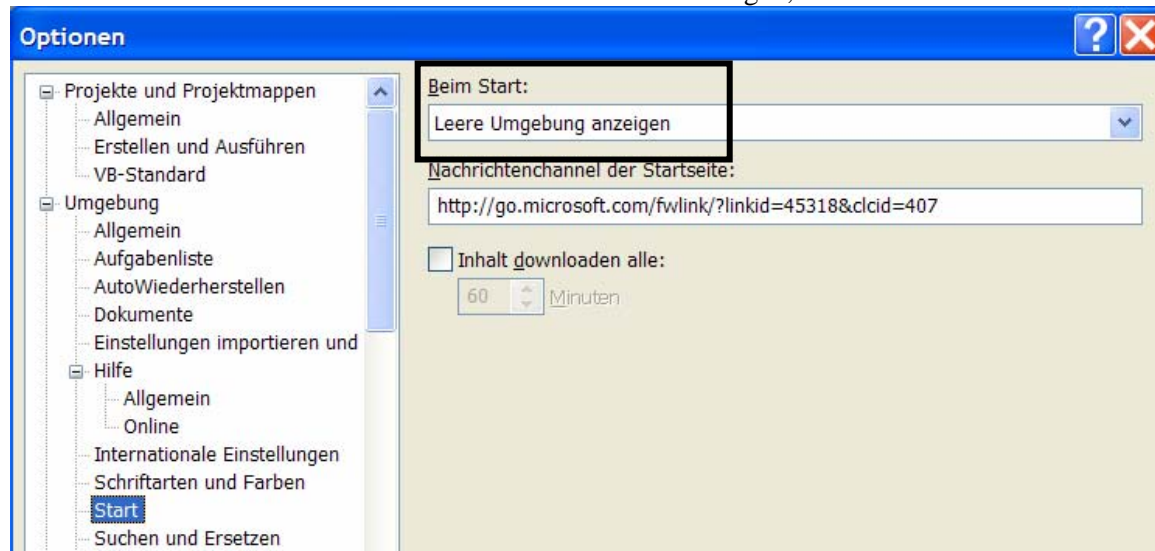 Optionen
Projekte und Projektmappen
Allgemein
Erstellen und Ausführen
VB-Standard
Umgebung
Allgemein
Aufgabenliste
AutoWiederherstellen
Dokumente
Einstellungen importieren und
Hilfe
Allgemein
Online
Internationale Einstellungen
Schriftarten und Farben
Start
Suchen und Ersetzen
Beim Start:
Leere Umgebung anzeigen
Nachrichtenchannel der Startseite:
http://go.microsoft.com/fwlink/?linkid=45318&clcid=407
Inhalt downloaden alle:
60 Minuten